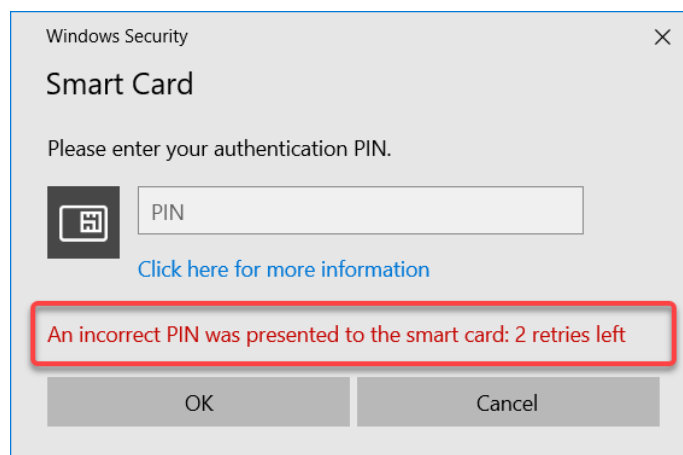 Windows Security
Smart Card
Please enter your authentication PIN.
PIN
Click here for more information
An incorrect PIN was presented to the smart card: 2 retries left
OK
Cancel